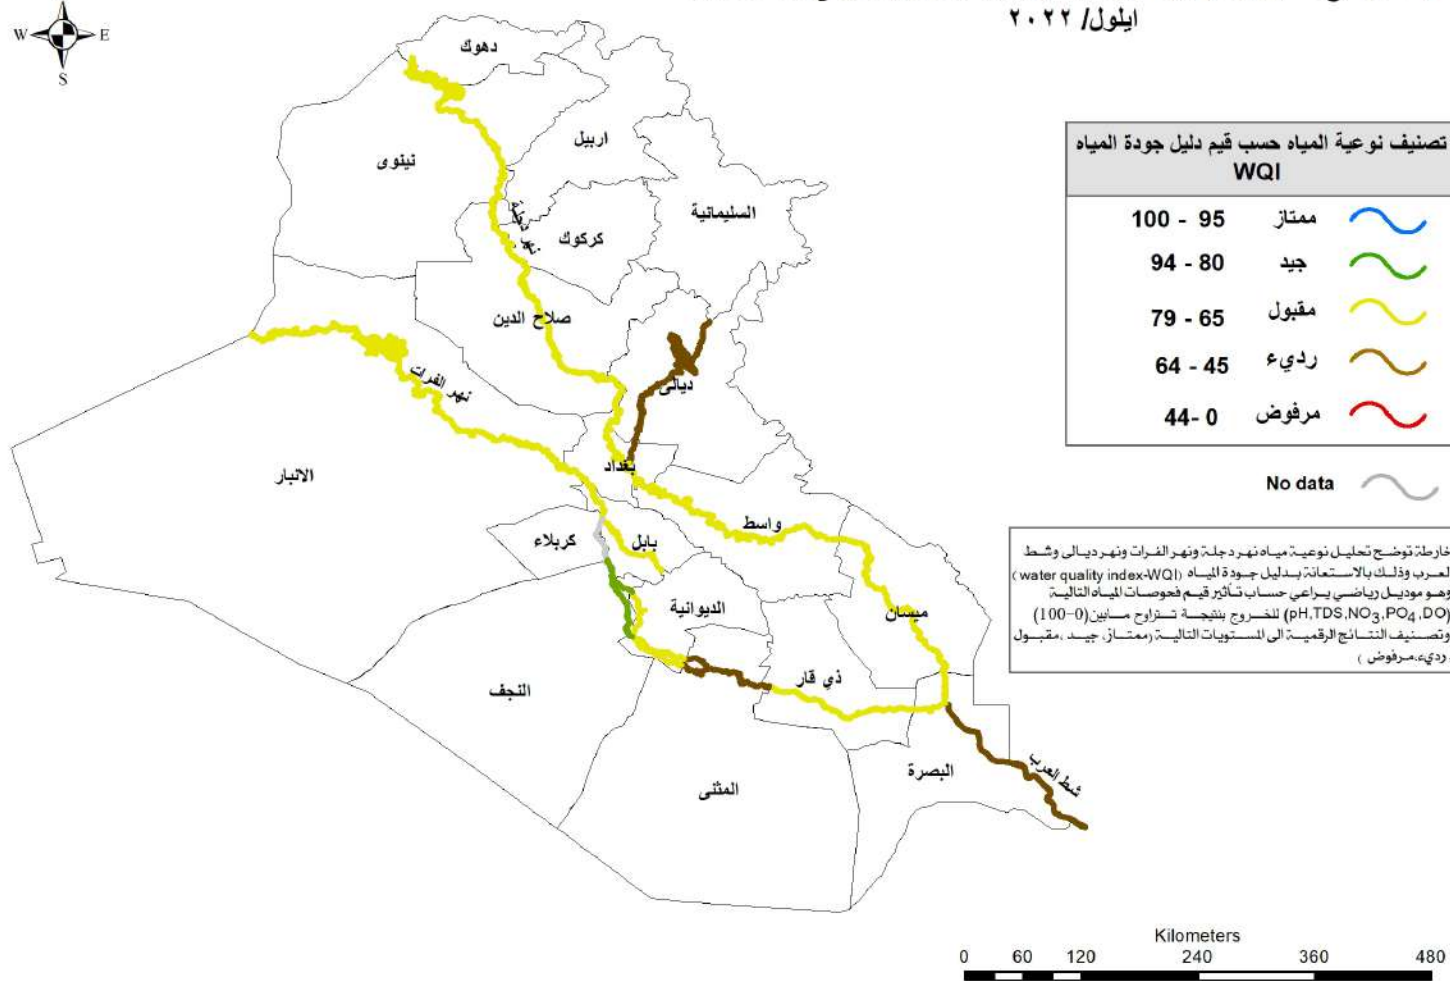 ايلول/ ٢٠٢٢
W
E
S
دهوك
اربيل
نينوى
السليمانية
كركوك
نهر دجلة
صلاح الدين
ديالى
نهر الفرات
بغداد
الانبار
واسط
كربلاء
بابل
الديوانية
ميسان
النجف
ذي قار
المثنى
البصرة
شط العرب
تصنيف نوعية المياه حسب قيم دليل جودة المياه
WQI
ممتاز 95 - 100
جيد 80 - 94
مقبول 65 - 79
رديء 45 - 64
مرفوض 0 -44
No data
خارطة توضح تحليل نوعية مياه نهر دجلة ونهر الفرات ونهر ديالى وشط
لعرب وذلك بالاستعانة بدليل جودة المياه (water quality index-WQI)
وهو موديل رياضي يراعي حساب تأثير قيم فحوصات المياه التالية
(pH,TDS,NO3,PO4,DO) للخروج بنتيجة تتراوح مابين (0-100)
وتصنيف النتائج الرقمية الى المستويات التالية (ممتاز، جيد ،مقبول
،رديء،مرفوض )
Kilometers
0 60 120 240 360 480